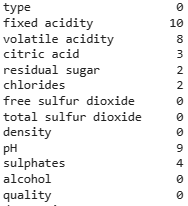 type 0
fixed acidity 10
volatile acidity 8
citric acid 3
residual sugar 2
chlorides 2
free sulfur dioxide 0
total sulfur dioxide 0
density 0
pH 9
sulphates 4
alcohol 0
quality 0